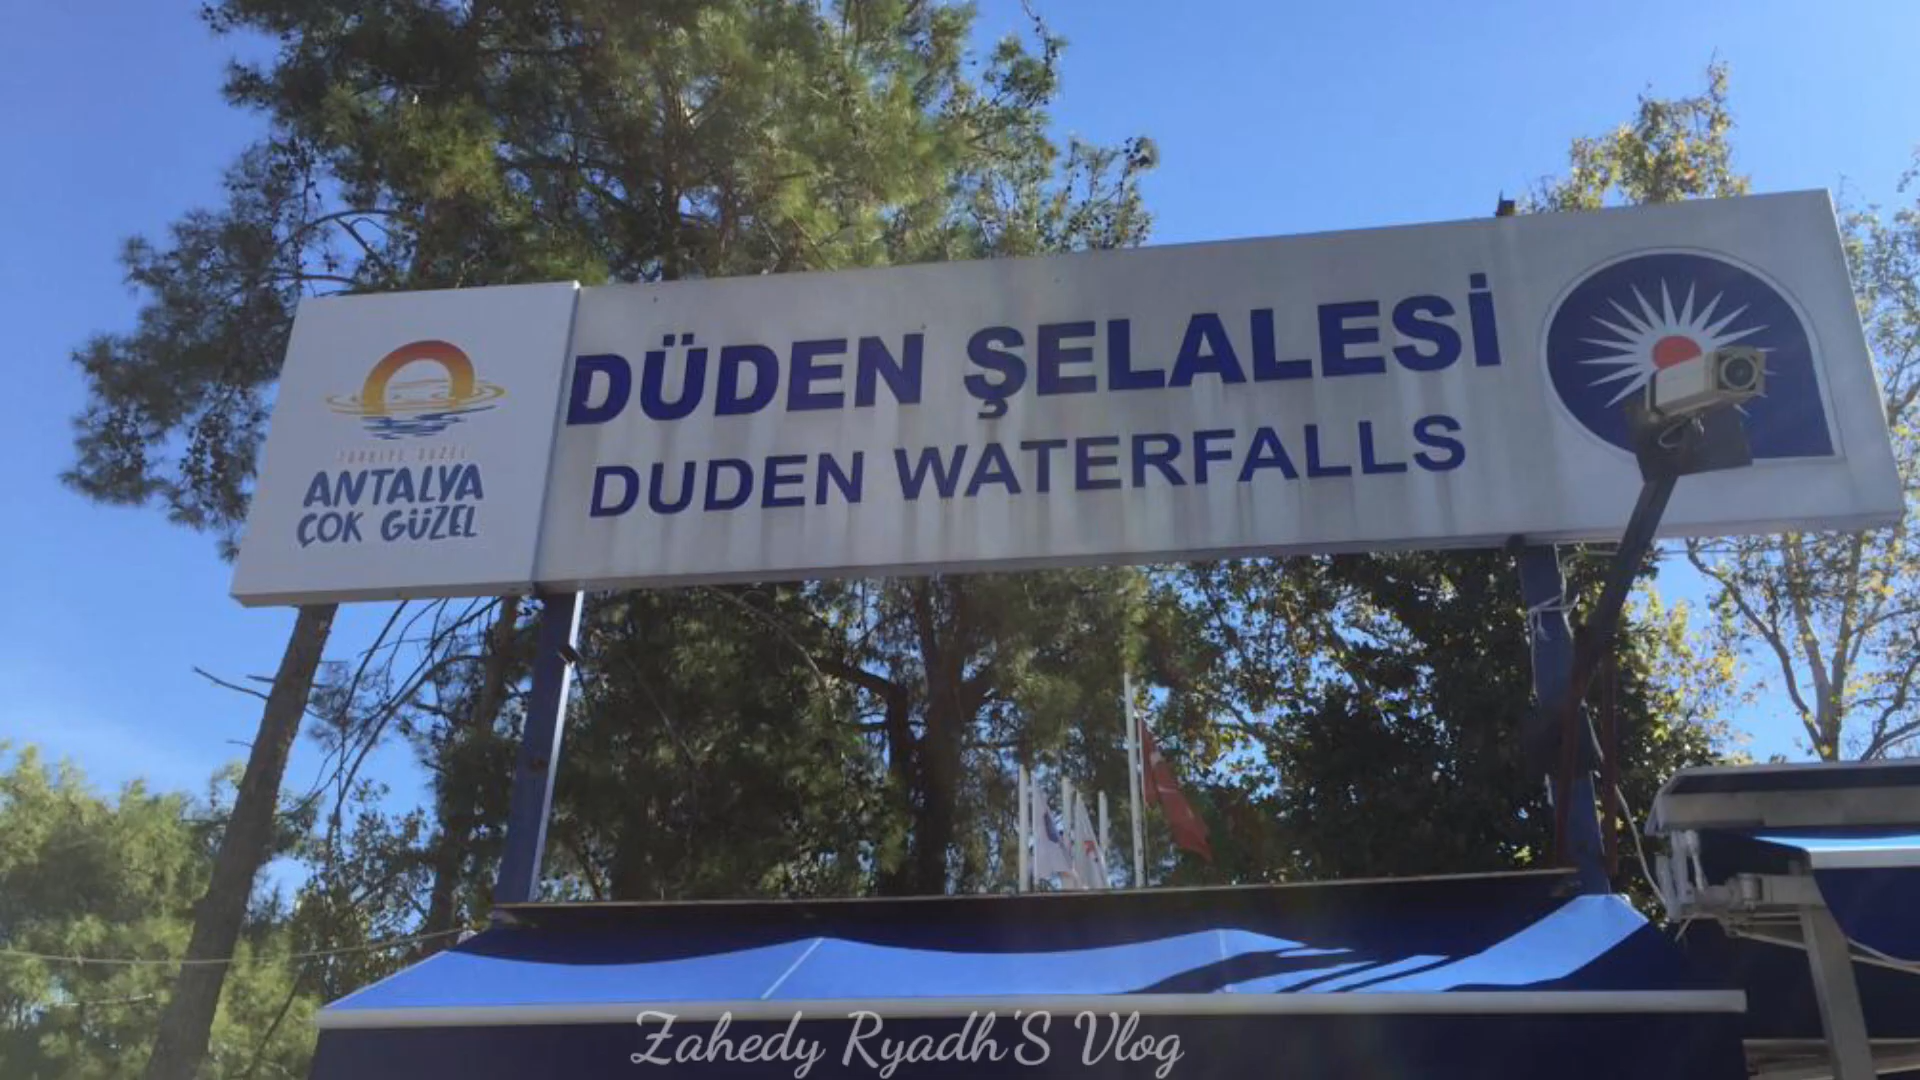 TÜRKİYE GÜZEL
ANTALYA
ÇOK GÜZEL
DÜDEN ŞELALESİ
DUDEN WATERFALLS
Zahedy Ryadh'S Vlog